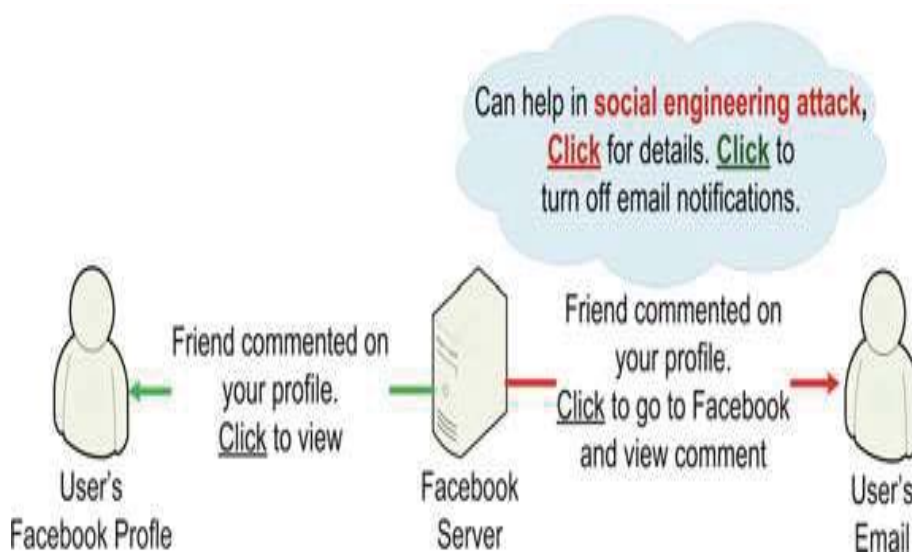 Can help in social engineering attack,
Click for details. Click to
turn off email notifications.
Friend commented on
your profile.
Click to view
Friend commented on
your profile.
Click to go to Facebook
and view comment
User's
Facebook Profle
Facebook
Server
User's
Email